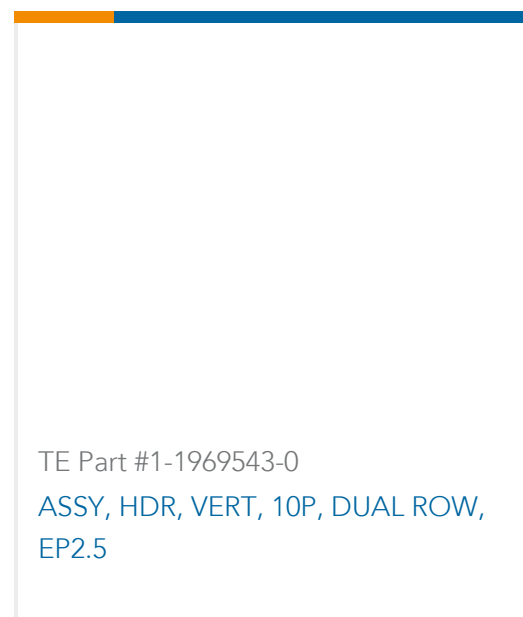 TE Part #1-1969543-0
ASSY, HDR, VERT, 10P, DUAL ROW,
EP2.5